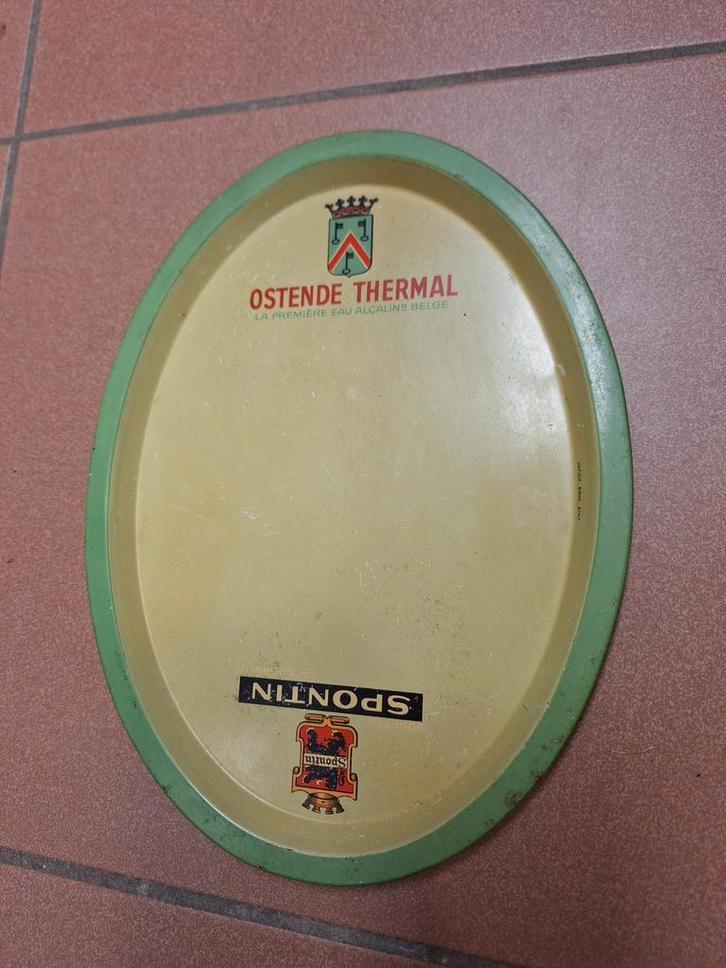 OSTENDE THERMAL
LA PREMIÈRE EAU ALCALINE BELGE
SPONTIN
Spontin